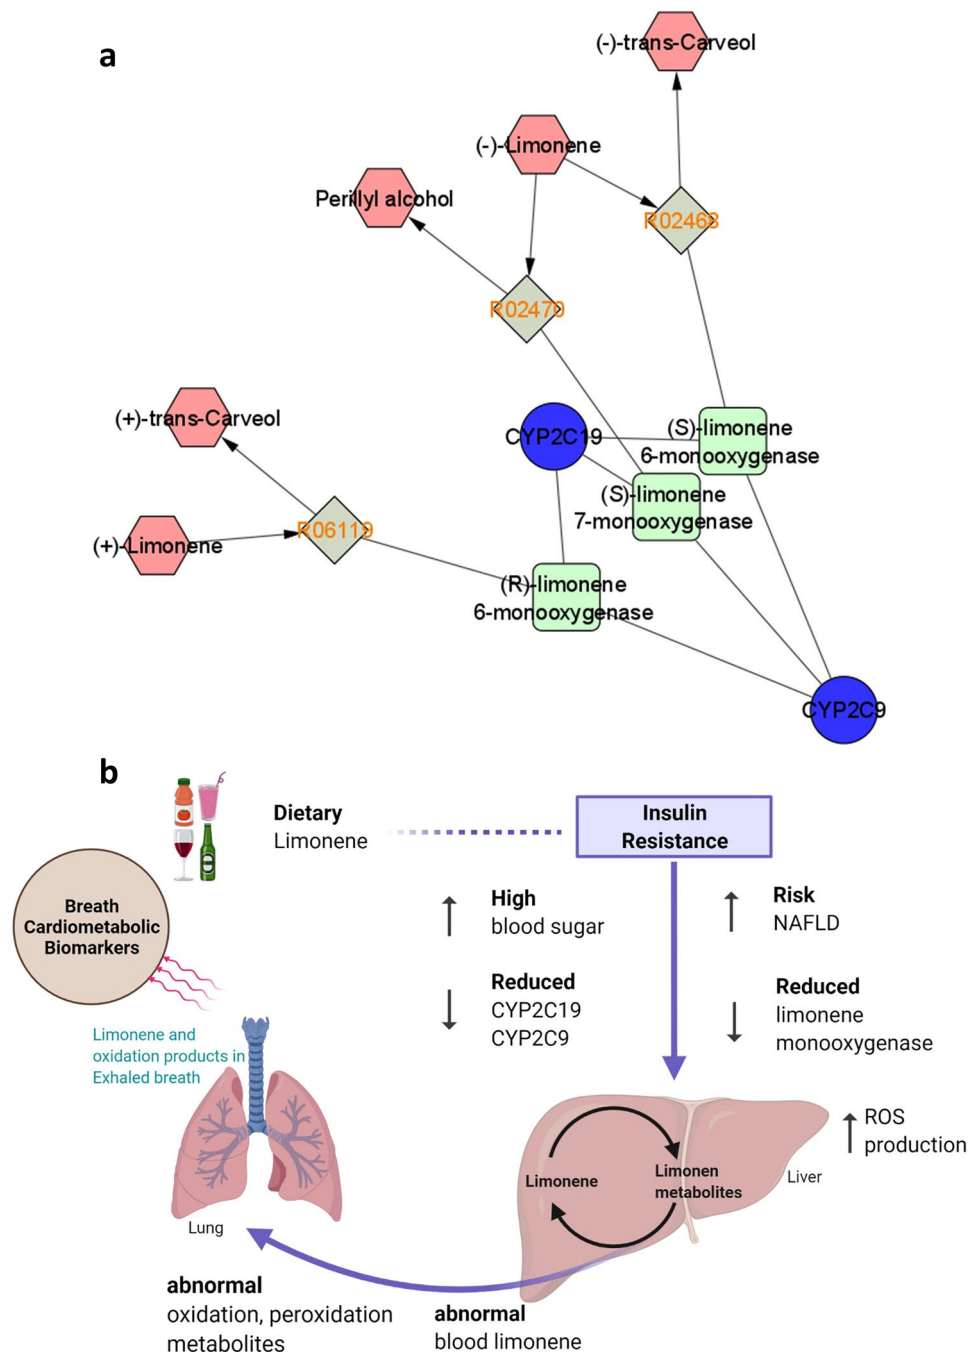 a
(-)-trans-Carveol
(-)-Limonene
Perillyl alcohol
R02468
R02470
(+)-trans-Carveol
CYP2C19
(S)-limonene
6-monooxygenase
(S)-limonene
7-monooxygenase
R06119
(+)-Limonene
(R)-limonene
6-monooxygenase
CYP2C9
b
Dietary
Limonene
Insulin
Resistance
Breath
Cardiometabolic
Biomarkers
High
blood sugar
Risk
NAFLD
Reduced
CYP2C19
CYP2C9
Reduced
limonene
monooxygenase
Limonene and
oxidation products in
Exhaled breath
ROS
production
Limonene
Limonen
metabolites
Liver
Lung
abnormal
oxidation, peroxidation
metabolites
abnormal
blood limonene